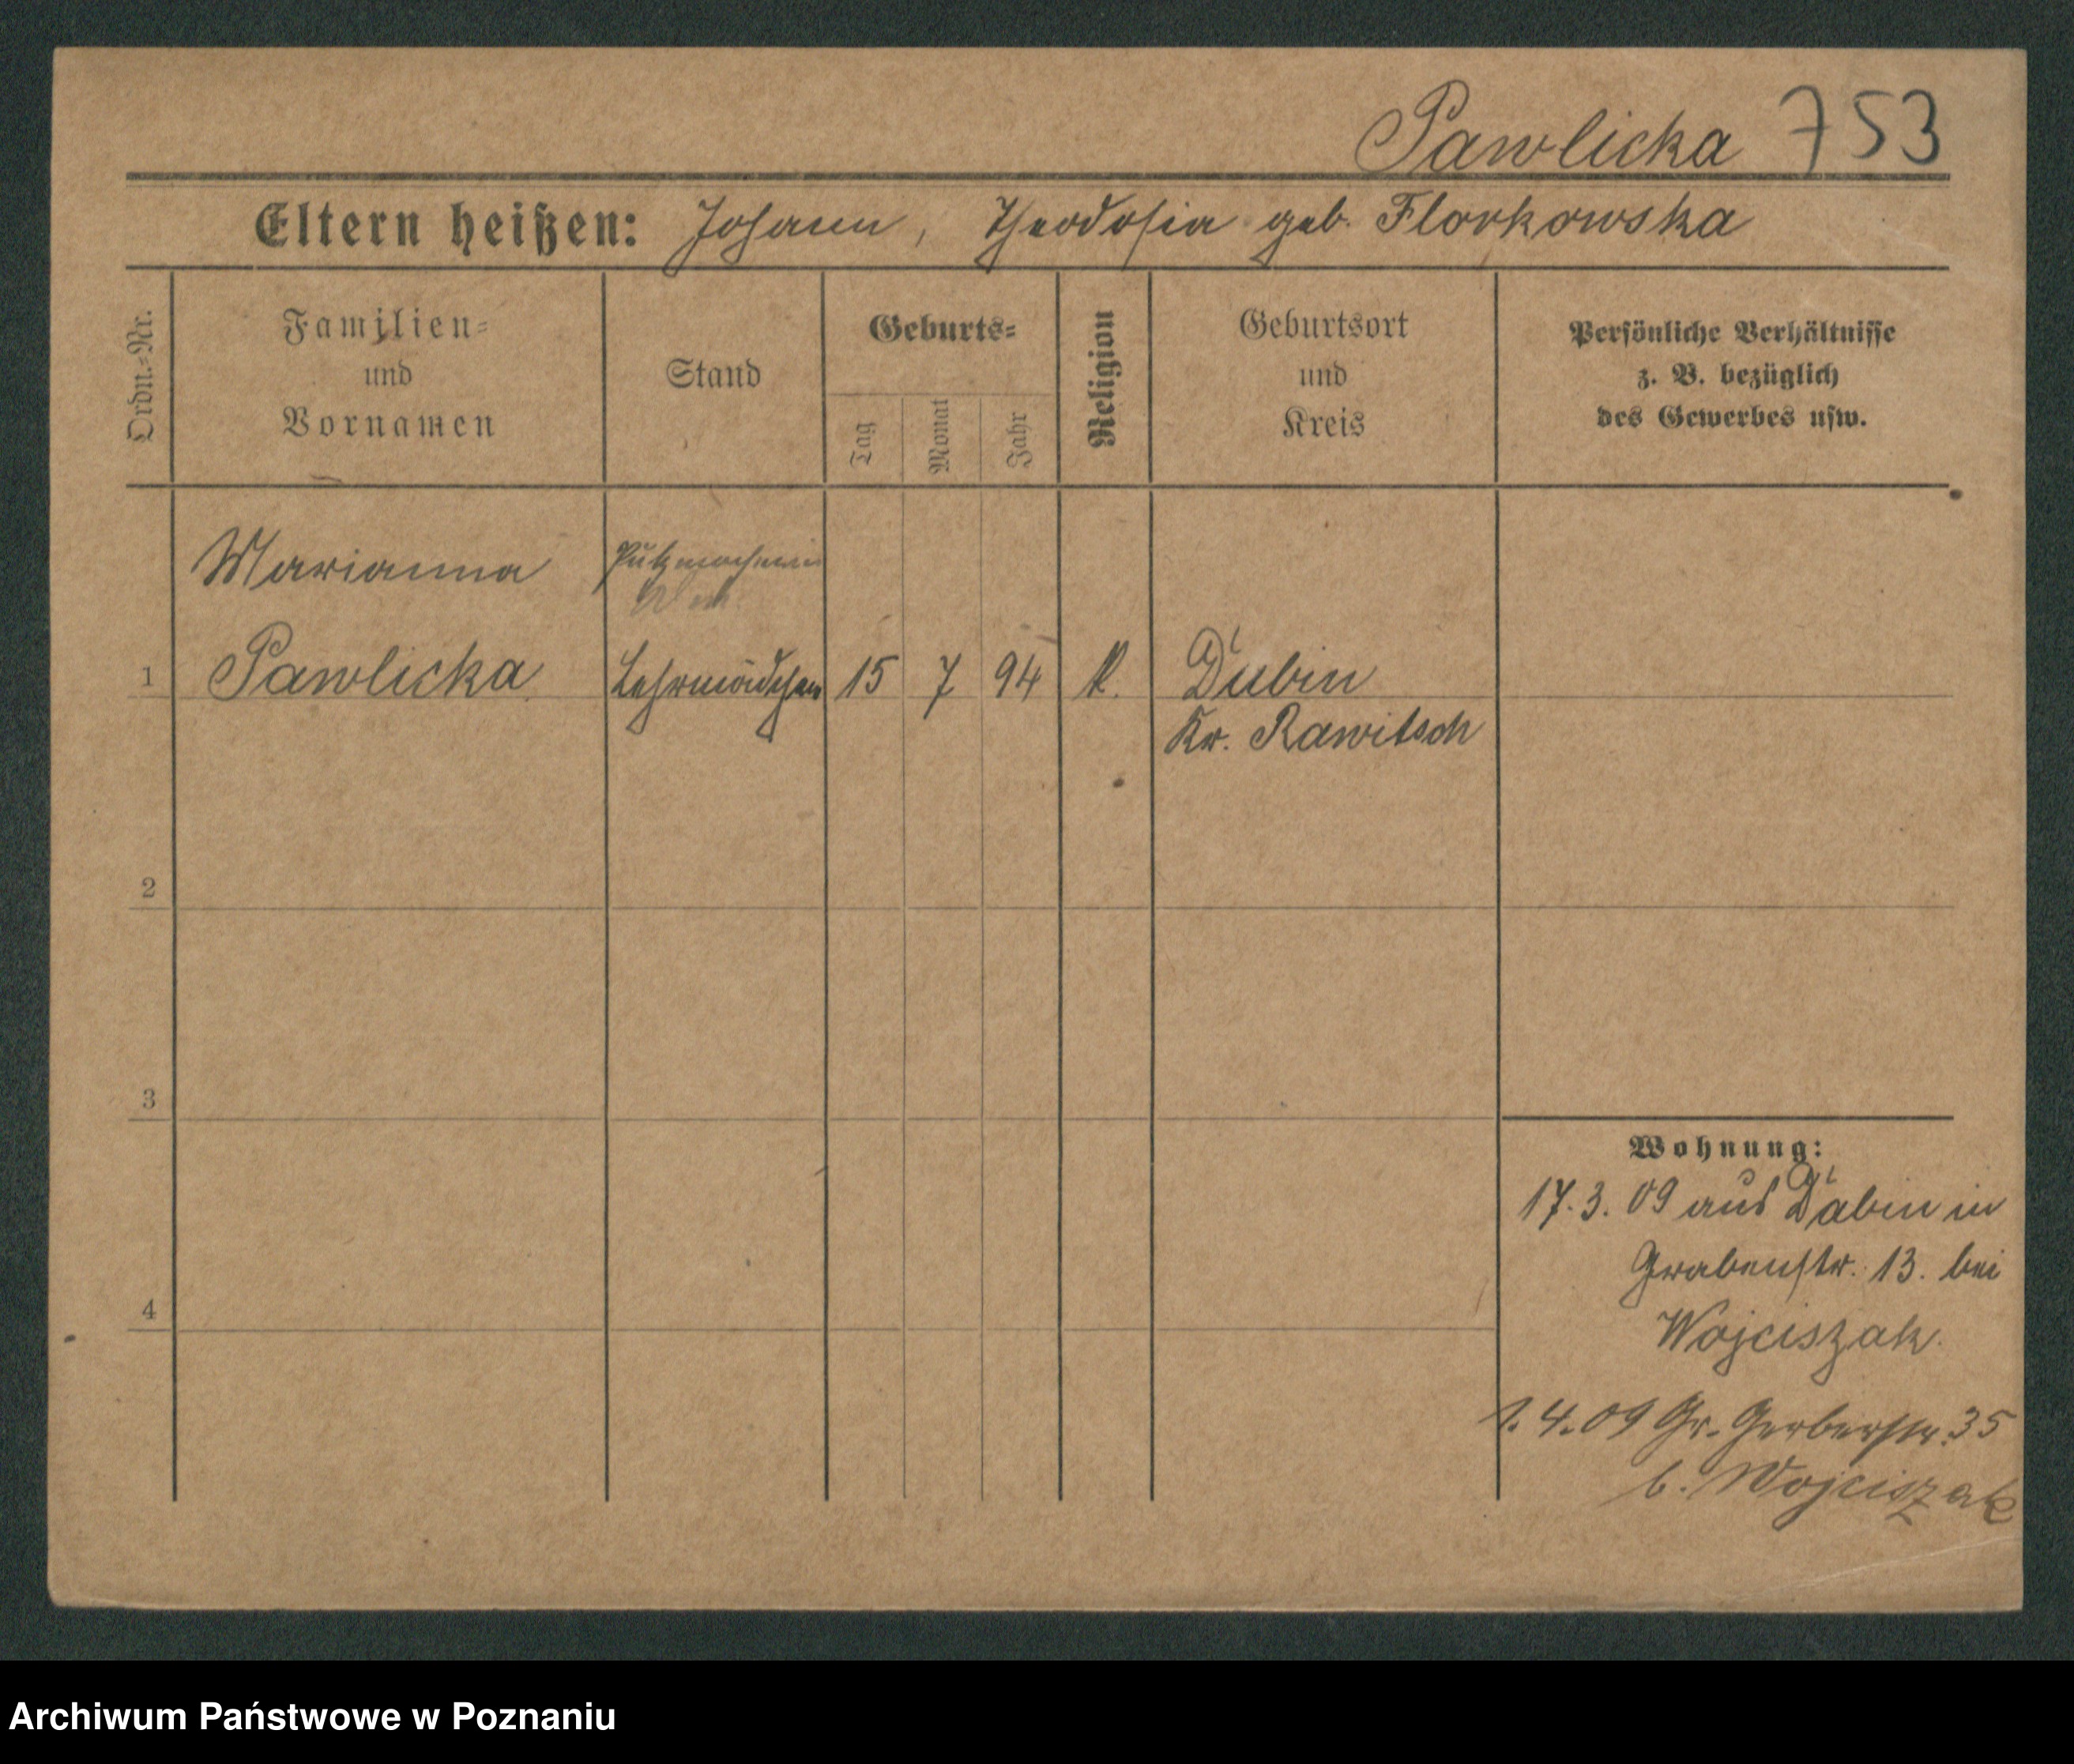 Pawlicka 753
Eltern heißen: Johann, Theodosia geb. Florkowska
Ordn.-Nr.
Familien-
und
Vornamen
Stand
Geburts-
Tag
Monat
Jahr
Religion
Geburtsort
und
Kreis
Persönliche Verhältnisse
z. B. bezüglich
des Gewerbes usw.
Marianna
Putzmacherin
1 Pawlicka Lehrmädchen 15 7 94 k. Dubin
Kr. Rawitsch
2
3
4
Wohnung:
17.3.09 aus Dubin in
Grabenstr. 13. bei
Wojciszak.
1.4.09 Gr. Gerberstr. 35
b. Wojciszak
Archiwum Państwowe w Poznaniu